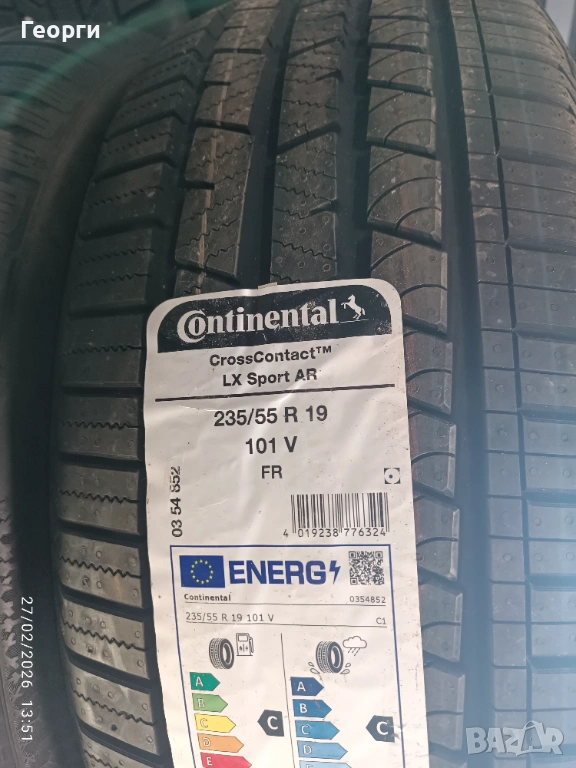 Георги
Continental
CrossContact™
LX Sport AR
235/55 R 19
101 V
FR
03 54 852
4 019238 776324
ENERG
Continental
0354852
235/55 R 19 101 V
C1
A
B
C
D
E
C
A
B
C
D
C
27/02/2026 13:51
BAZAR